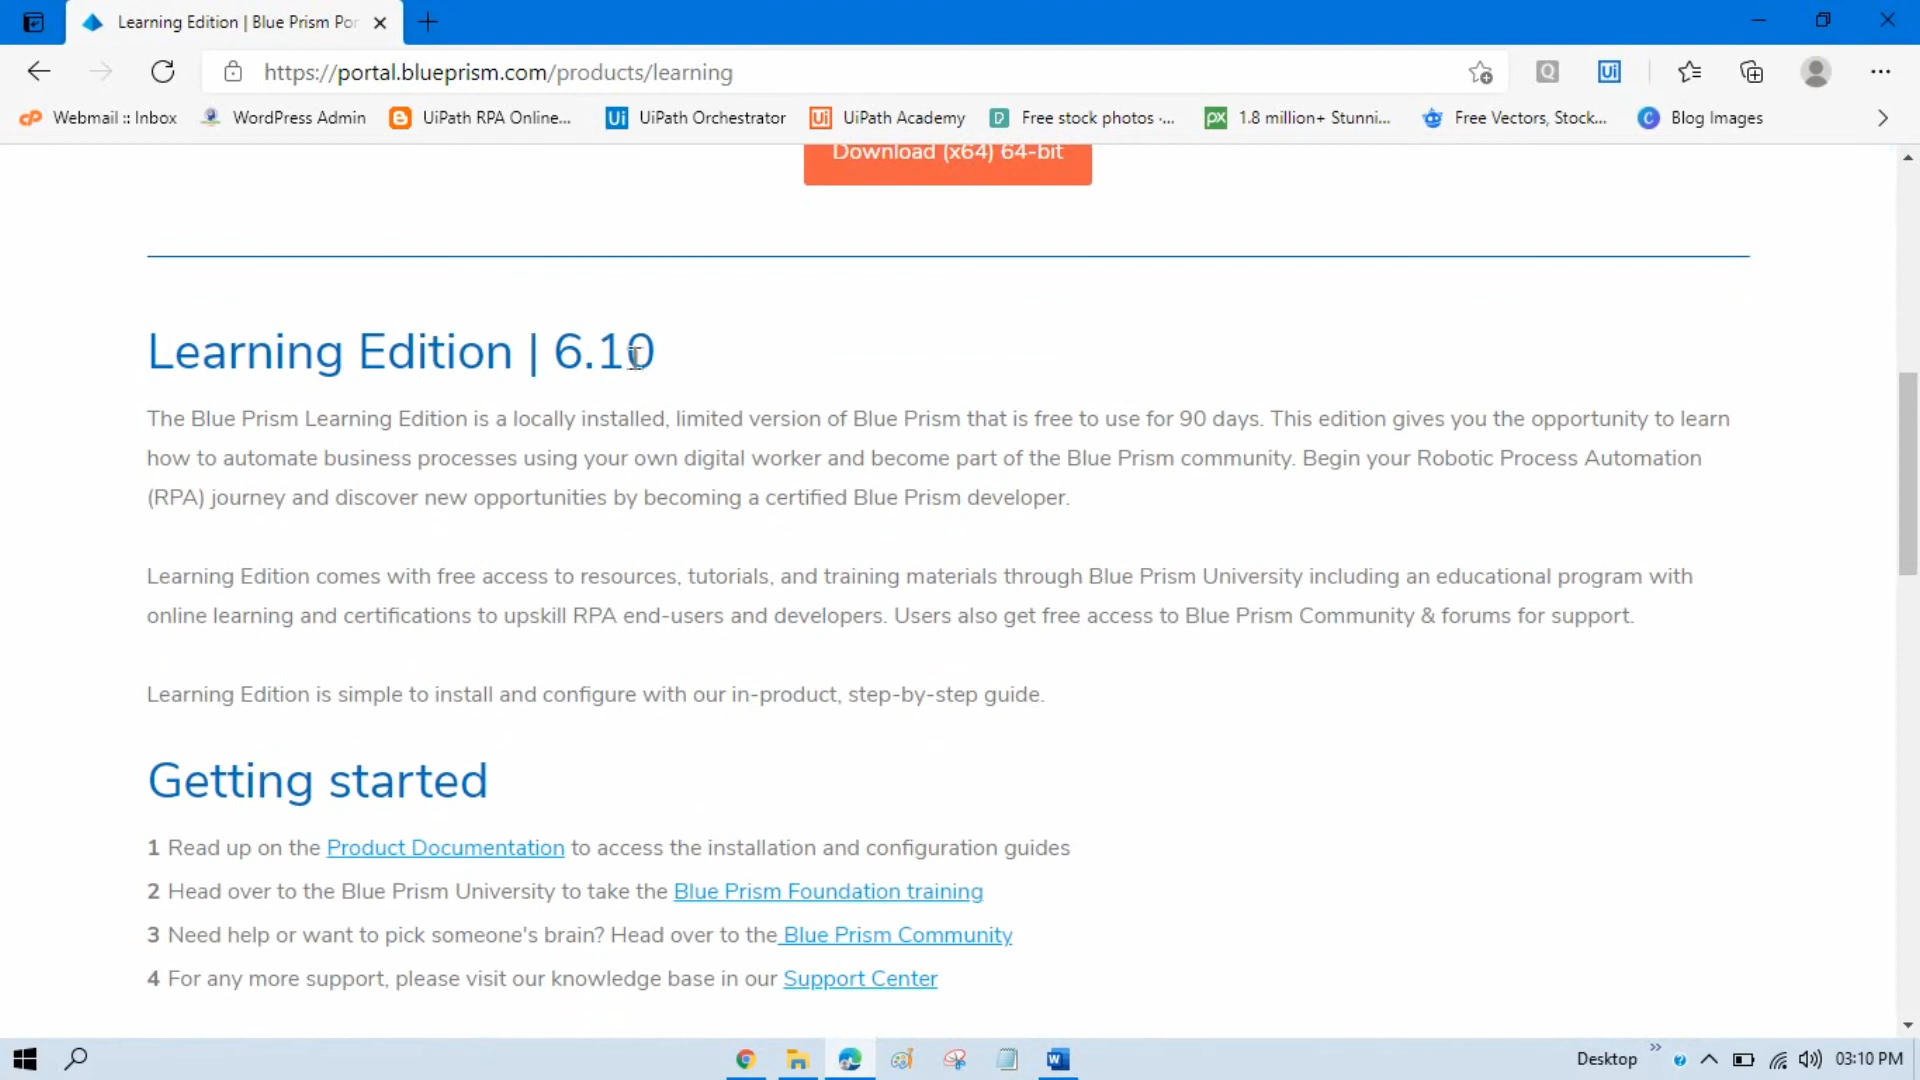 Learning Edition | Blue Prism Por
https://portal.blueprism.com/products/learning
Webmail :: Inbox WordPress Admin UiPath RPA Online... UiPath Orchestrator UiPath Academy Free stock photos ·... 1.8 million+ Stunni... Free Vectors, Stock... Blog Images
Download (x64) 64-bit
Learning Edition | 6.10
The Blue Prism Learning Edition is a locally installed, limited version of Blue Prism that is free to use for 90 days. This edition gives you the opportunity to learn
how to automate business processes using your own digital worker and become part of the Blue Prism community. Begin your Robotic Process Automation
(RPA) journey and discover new opportunities by becoming a certified Blue Prism developer.
Learning Edition comes with free access to resources, tutorials, and training materials through Blue Prism University including an educational program with
online learning and certifications to upskill RPA end-users and developers. Users also get free access to Blue Prism Community & forums for support.
Learning Edition is simple to install and configure with our in-product, step-by-step guide.
Getting started
1 Read up on the Product Documentation to access the installation and configuration guides
2 Head over to the Blue Prism University to take the Blue Prism Foundation training
3 Need help or want to pick someone's brain? Head over to the Blue Prism Community
4 For any more support, please visit our knowledge base in our Support Center
Desktop 03:10 PM